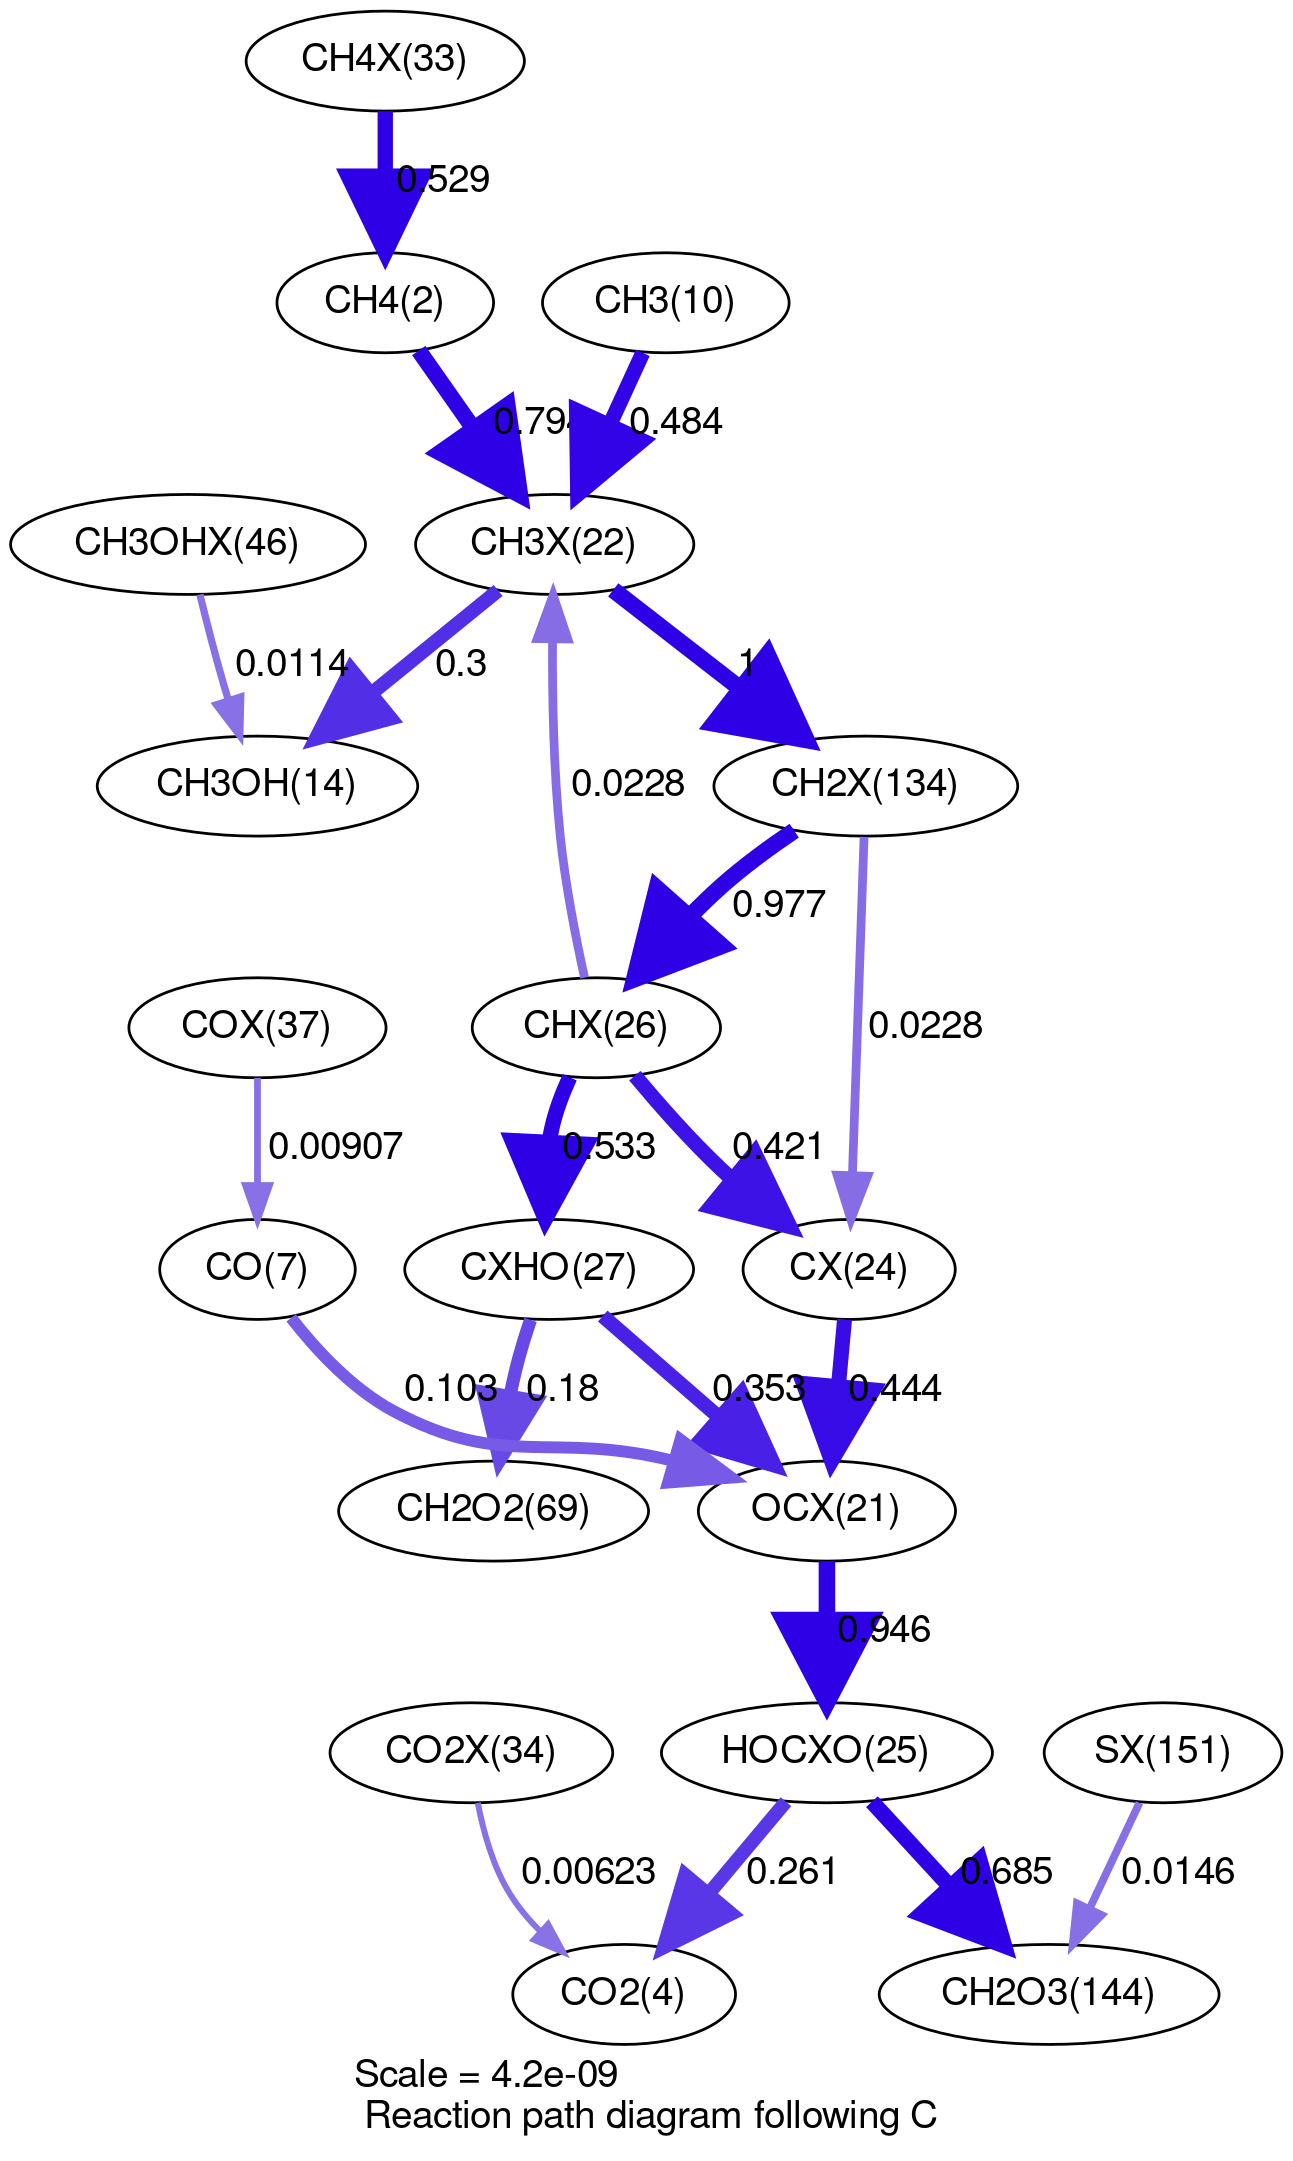 CH4X(33)
0.529
CH4(2)
CH3(10)
0.794
0.484
CH3OHX(46)
CH3X(22)
0.0114
0.3
1
CH3OH(14)
0.0228
CH2X(134)
0.977
COX(37)
CHX(26)
0.0228
0.00907
0.533
0.421
CO(7)
CXHO(27)
CX(24)
0.103
0.18
0.353
0.444
CH2O2(69)
OCX(21)
0.946
CO2X(34)
HOCXO(25)
SX(151)
0.00623
0.261
0.685
0.0146
CO2(4)
CH2O3(144)
Scale = 4.2e-09
Reaction path diagram following C